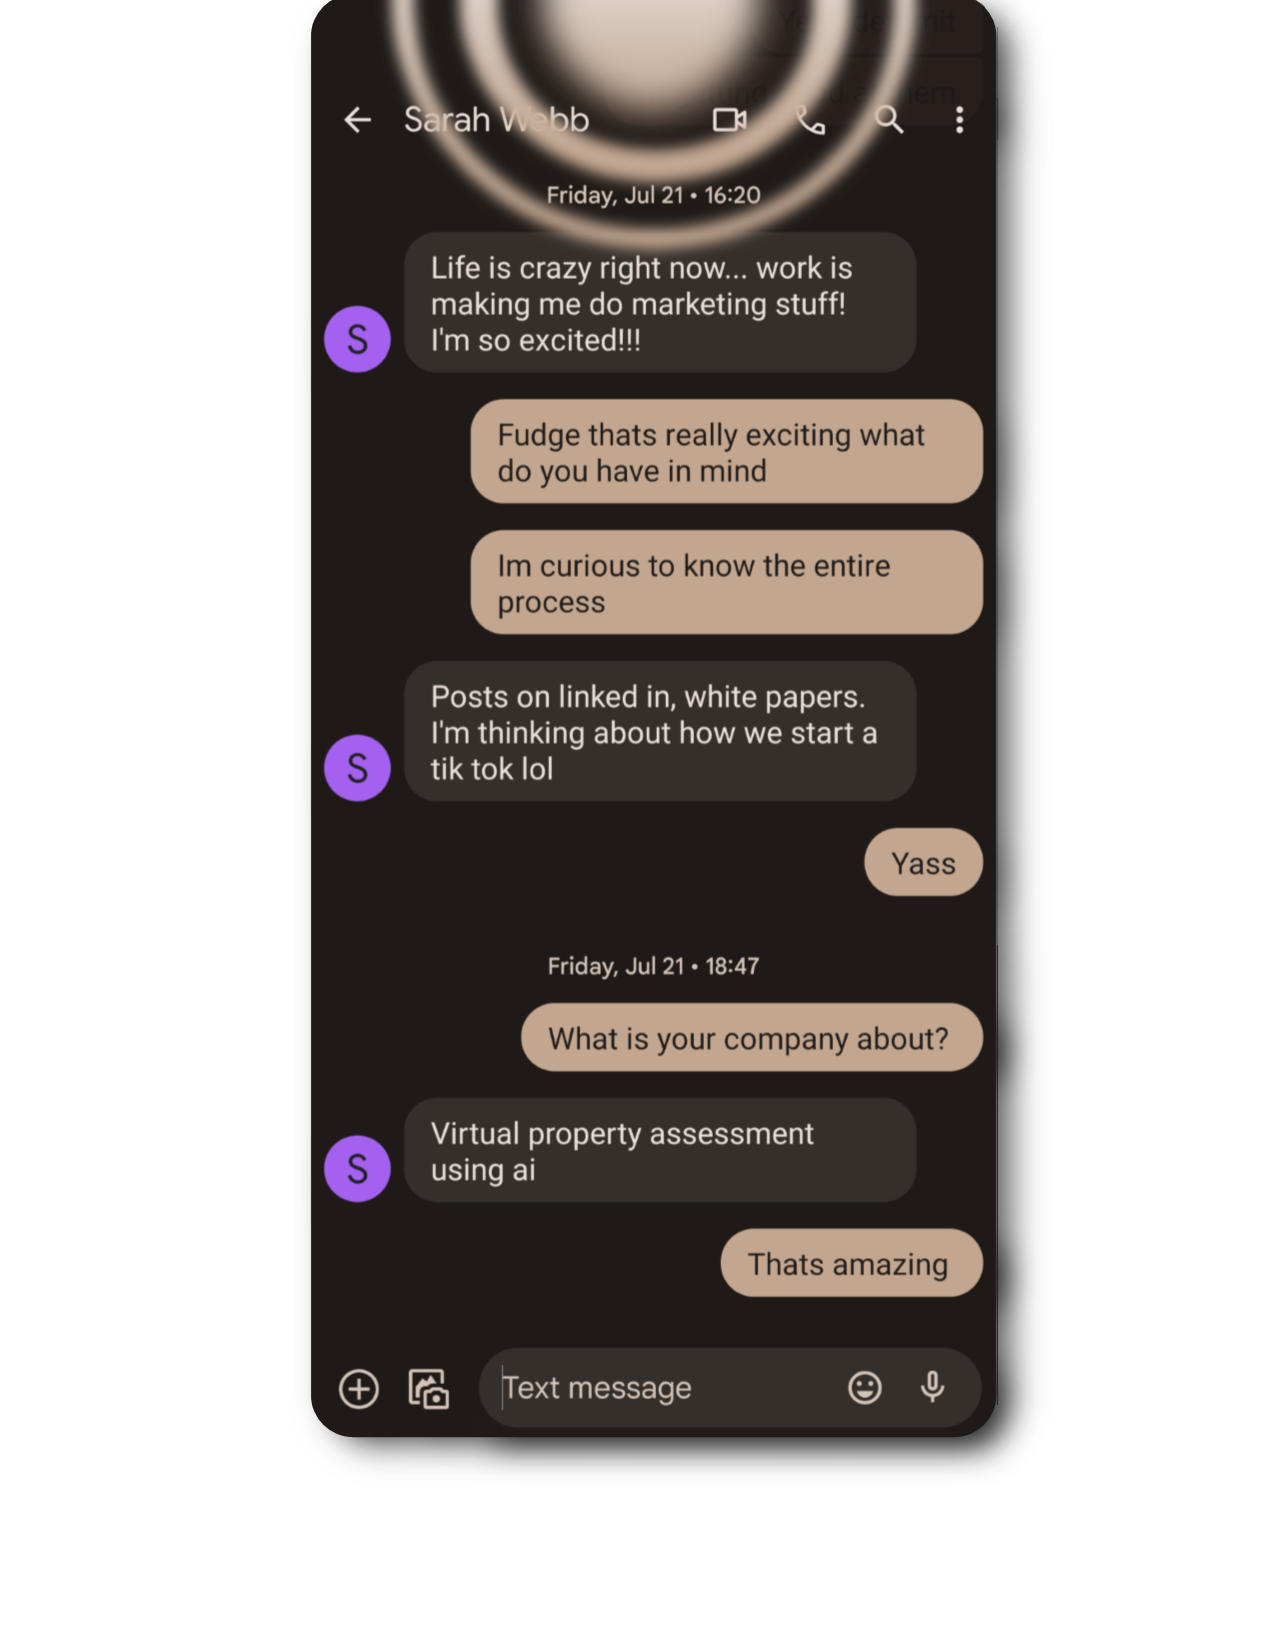 Sarah Webb
Friday, Jul 21 • 16:20
Life is crazy right now... work is
making me do marketing stuff!
I'm so excited!!!
S
Fudge thats really exciting what
do you have in mind
Im curious to know the entire
process
Posts on linked in, white papers.
I'm thinking about how we start a
tik tok lol
S
Yass
Friday, Jul 21 • 18:47
What is your company about?
Virtual property assessment
using ai
S
Thats amazing
Text message